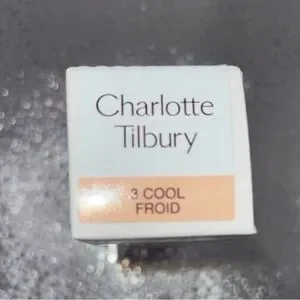 Charlotte
Tilbury
3 COOL
FROID